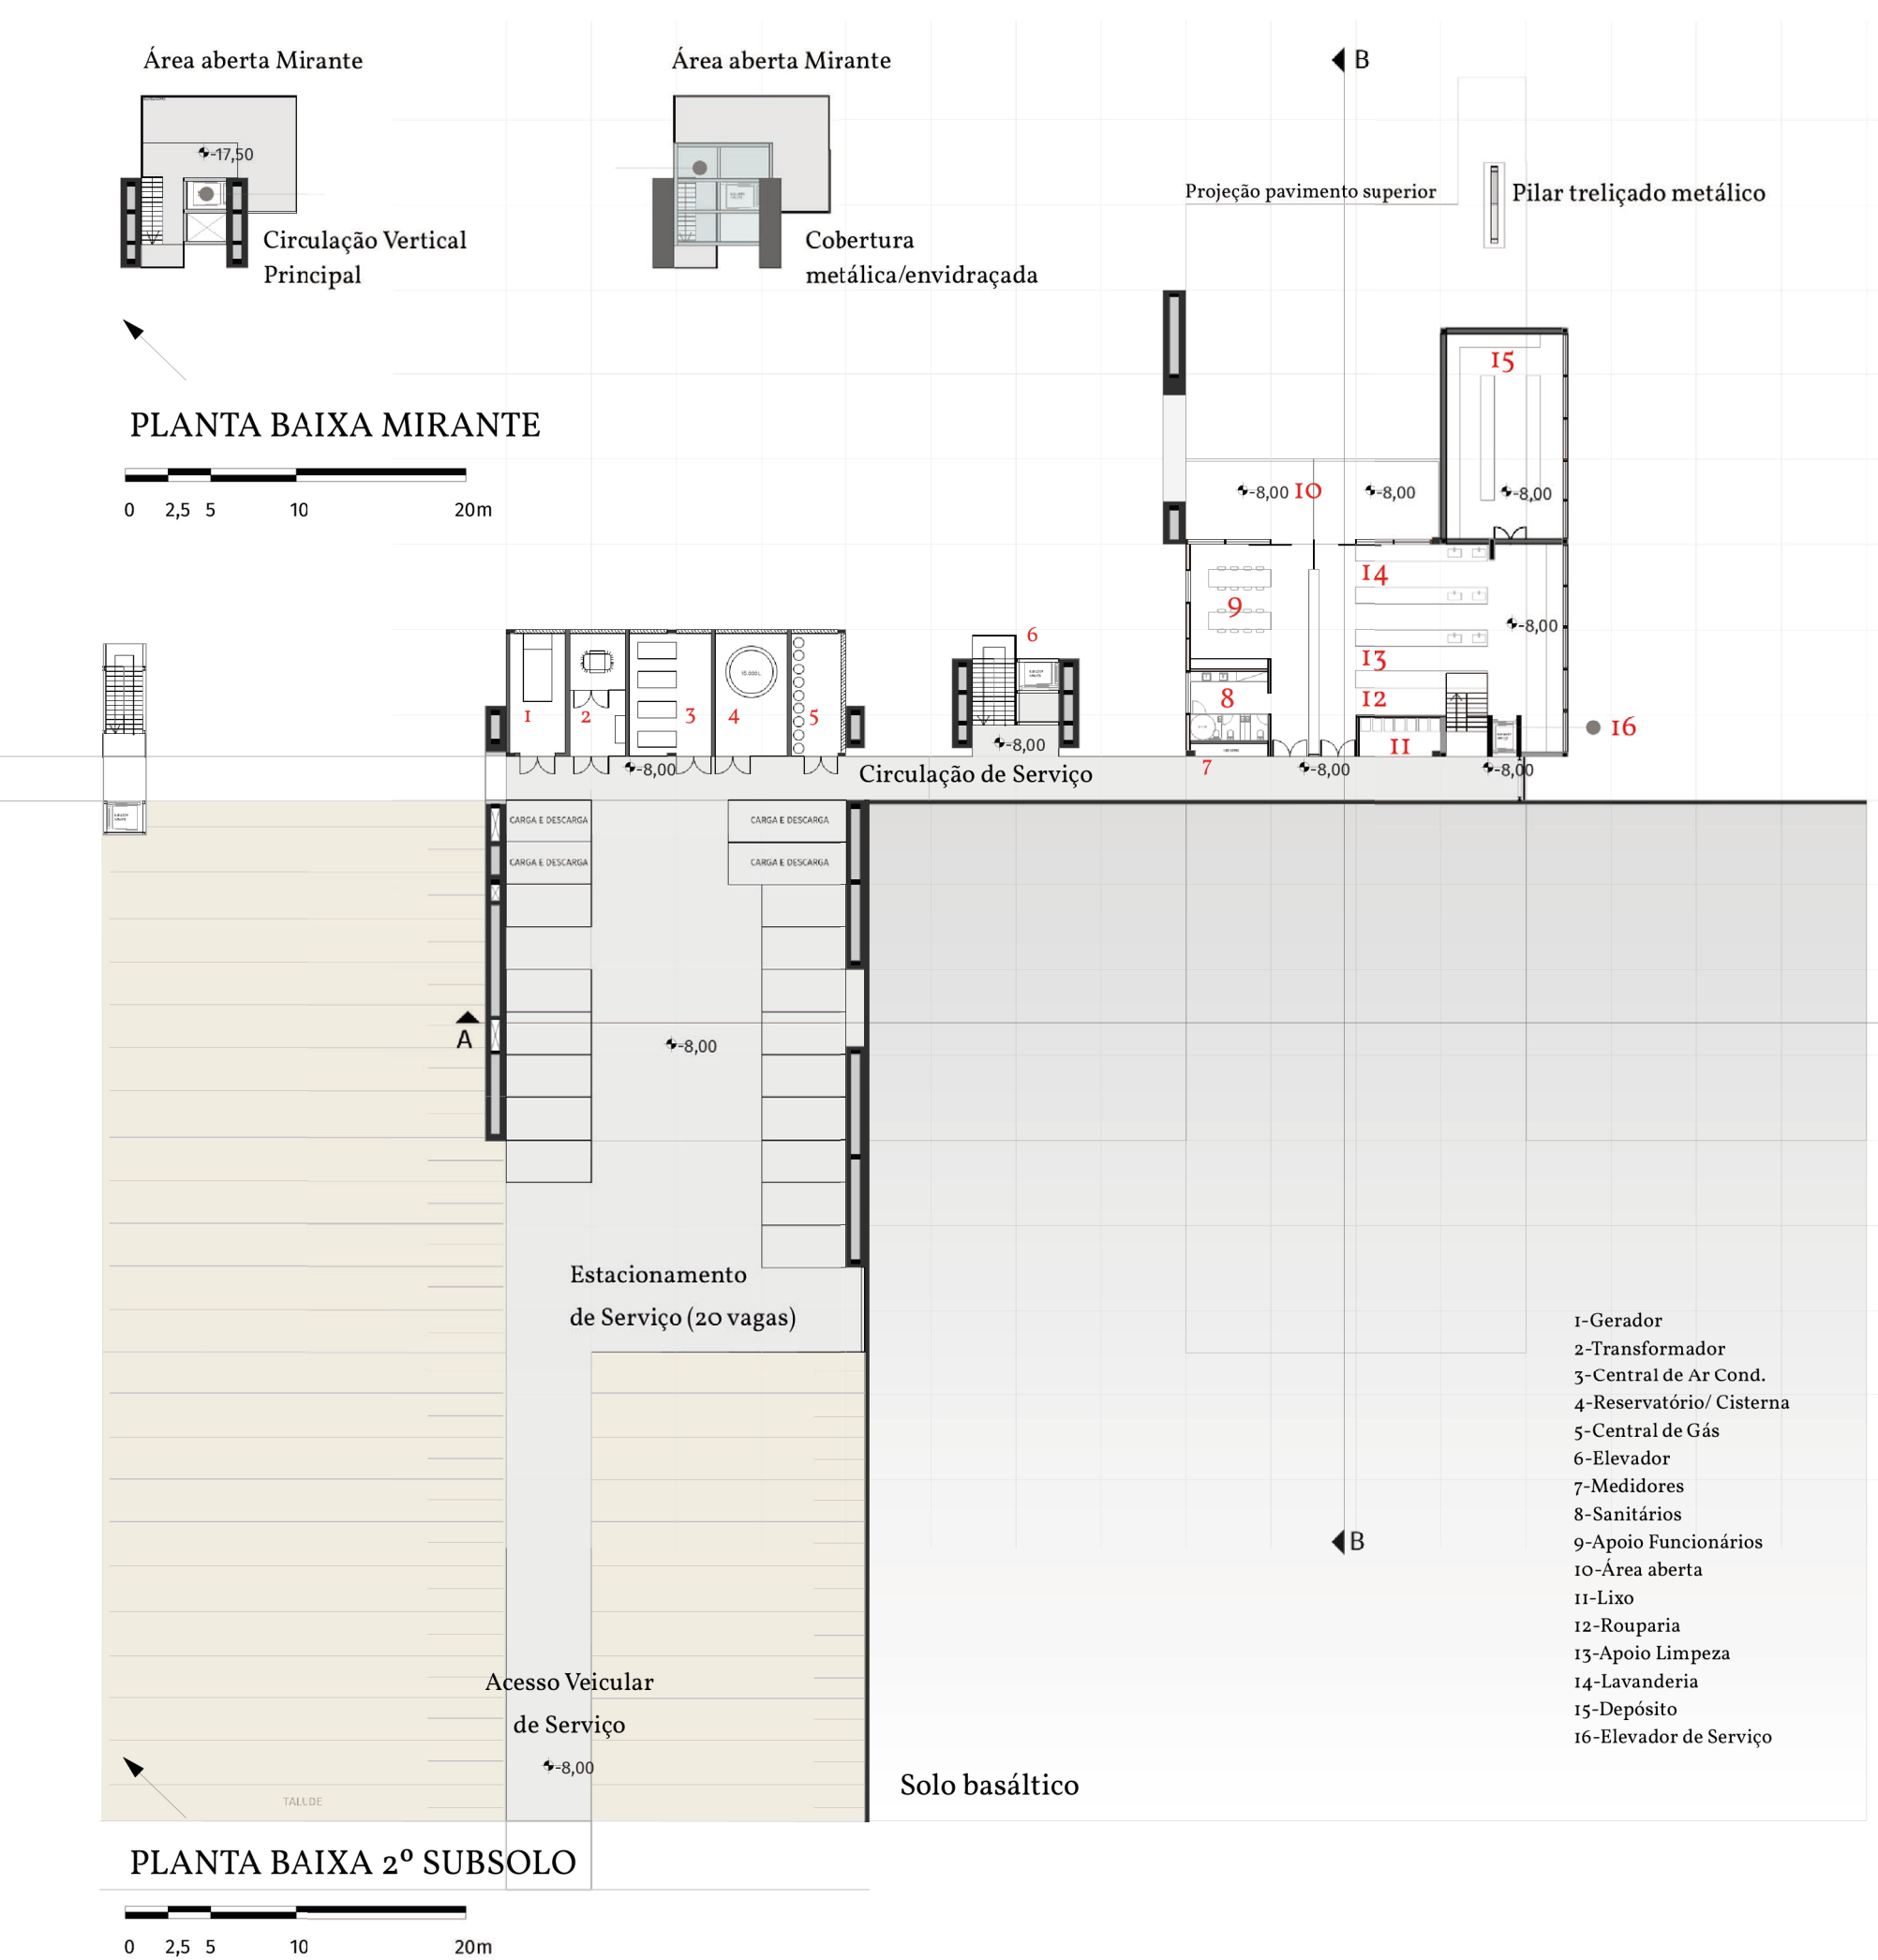 Área aberta Mirante
Área aberta Mirante
B
-17,50
Projeção pavimento superior
Pilar treliçado metálico
Circulação Vertical
Principal
Cobertura
metálica/envidraçada
15
PLANTA BAIXA MIRANTE
0 2,5 5 10 20m
-8,00
10
-8,00
-8,00
14
9
-8,00
6
13
15.000L
8
12
1
2
3
4
5
16
11
-8,00
-8,00
7
-8,00
-8,00
Circulação de Serviço
CARGA E DESCARGA
CARGA E DESCARGA
CARGA E DESCARGA
CARGA E DESCARGA
A
-8,00
Estacionamento
de Serviço (20 vagas)
1-Gerador
2-Transformador
3-Central de Ar Cond.
4-Reservatório/ Cisterna
5-Central de Gás
6-Elevador
7-Medidores
8-Sanitários
9-Apoio Funcionários
10-Área aberta
11-Lixo
12-Rouparia
13-Apoio Limpeza
14-Lavanderia
15-Depósito
16-Elevador de Serviço
B
Acesso Veicular
de Serviço
-8,00
Solo basáltico
TALUDE
PLANTA BAIXA 2º SUBSOLO
0 2,5 5 10 20m